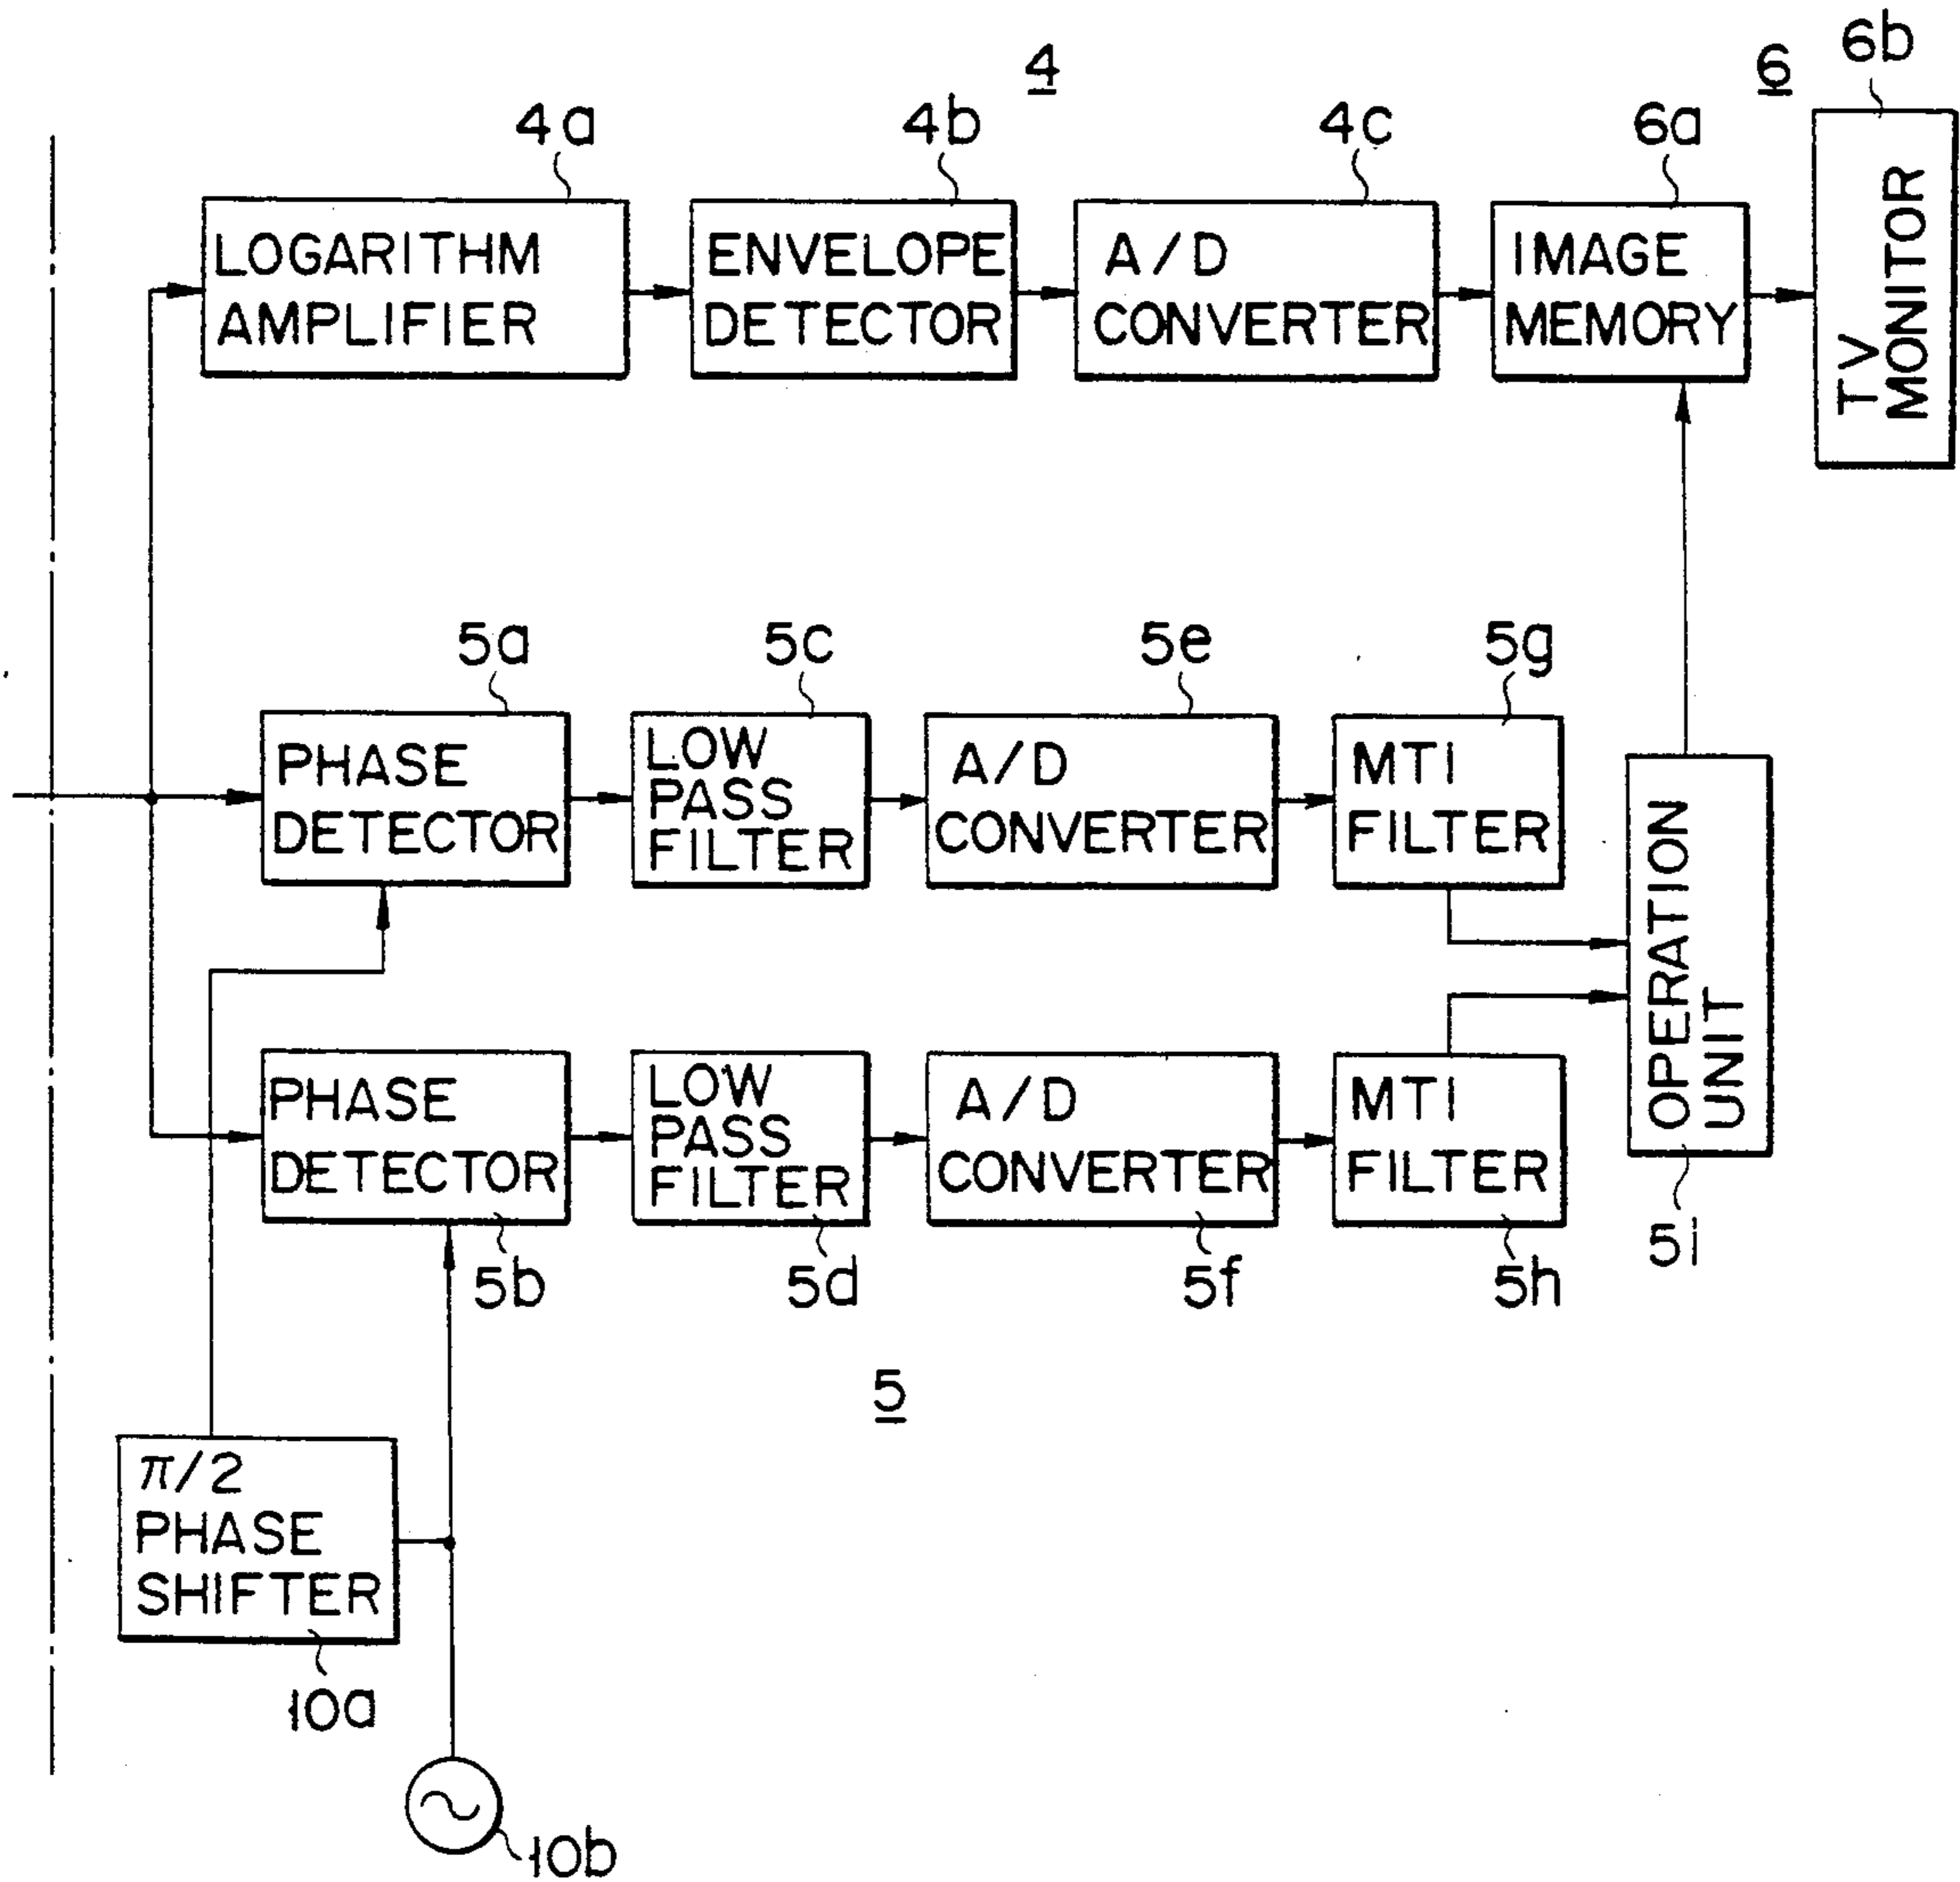 4
6
6b
4a
4b
4c
6a
LOGARITHM
AMPLIFIER
ENVELOPE
DETECTOR
A/D
CONVERTER
IMAGE
MEMORY
TV
MONITOR
5a
5c
5e
5g
PHASE
DETECTOR
LOW
PASS
FILTER
A/D
CONVERTER
MTI
FILTER
OPERATION
UNIT
PHASE
DETECTOR
LOW
PASS
FILTER
A/D
CONVERTER
MTI
FILTER
5b
5d
5f
5h
5i
5
π/2
PHASE
SHIFTER
10a
10b